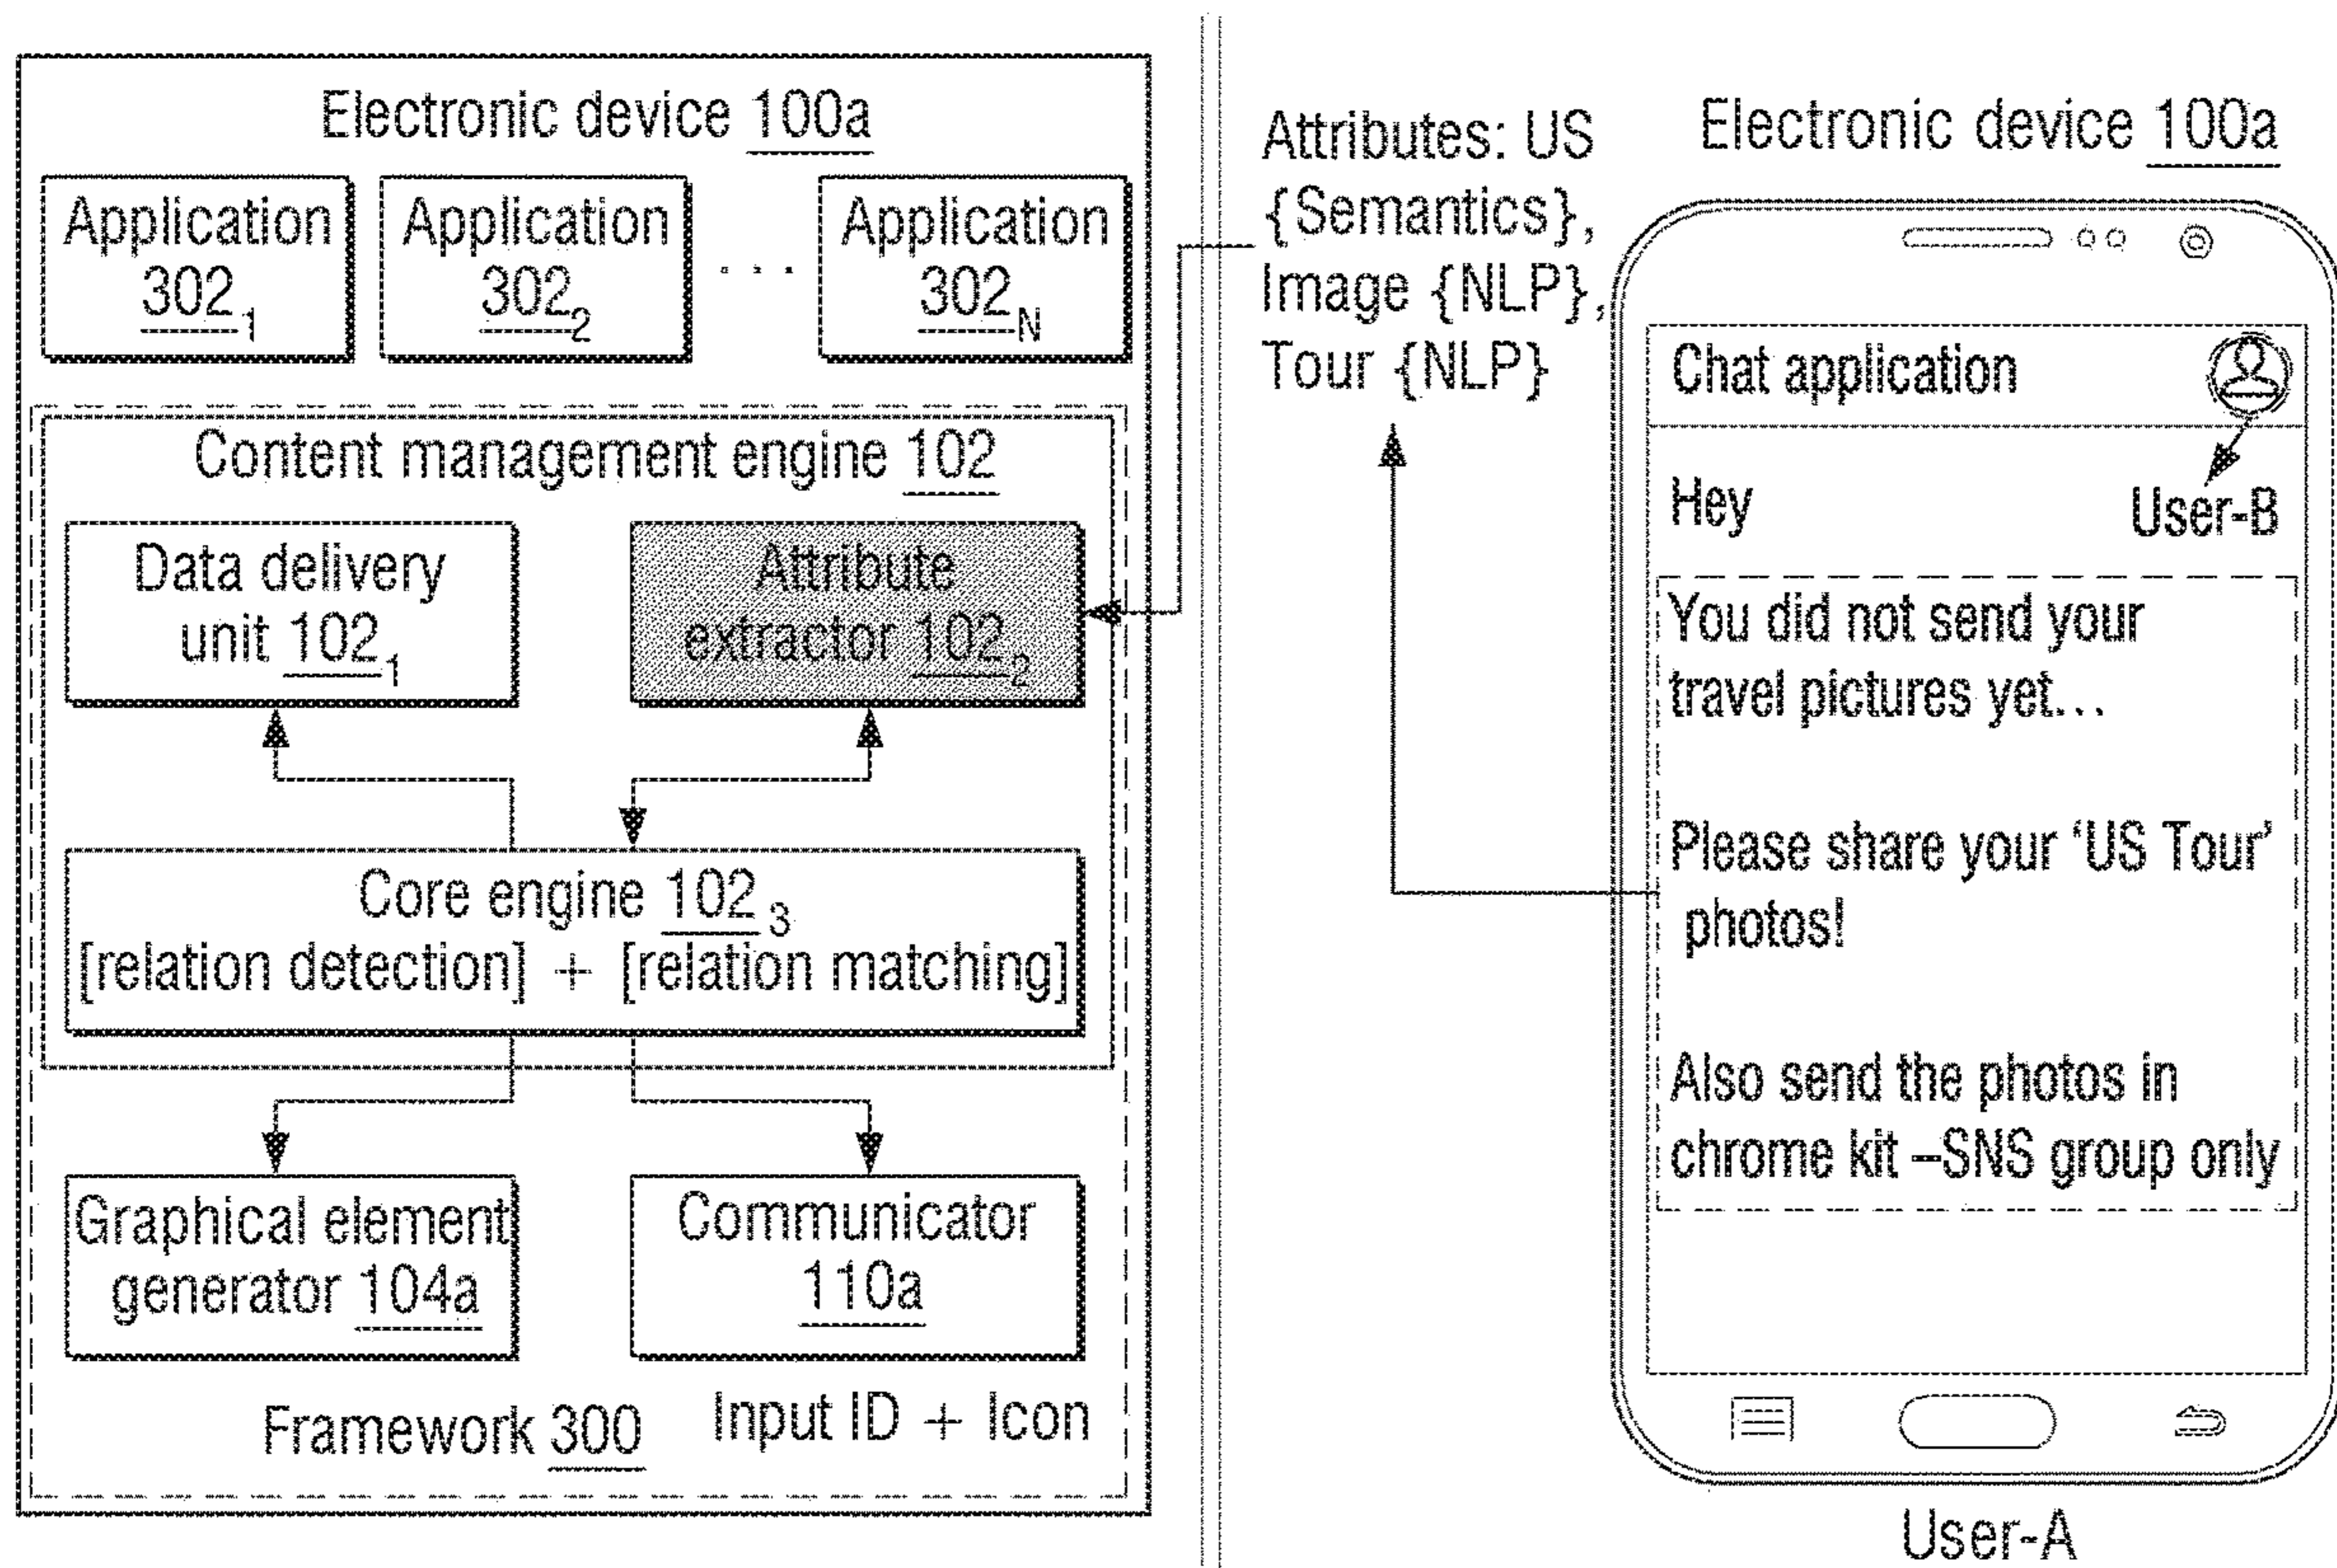 Electronic device 100a
Application
302₁
Application
302₂
...
Application
302N
Content management engine 102
Data delivery
unit 102₁
Attribute
extractor 102₂
Core engine 102₃
[relation detection] + [relation matching]
Graphical element
generator 104a
Communicator
110a
Framework 300
Input ID + Icon
Attributes: US
{Semantics},
Image {NLP},
Tour {NLP}
Electronic device 100a
Chat application
Hey
User-B
You did not send your
travel pictures yet...
Please share your ‘US Tour’
photos!
Also send the photos in
chrome kit –SNS group only
User-A